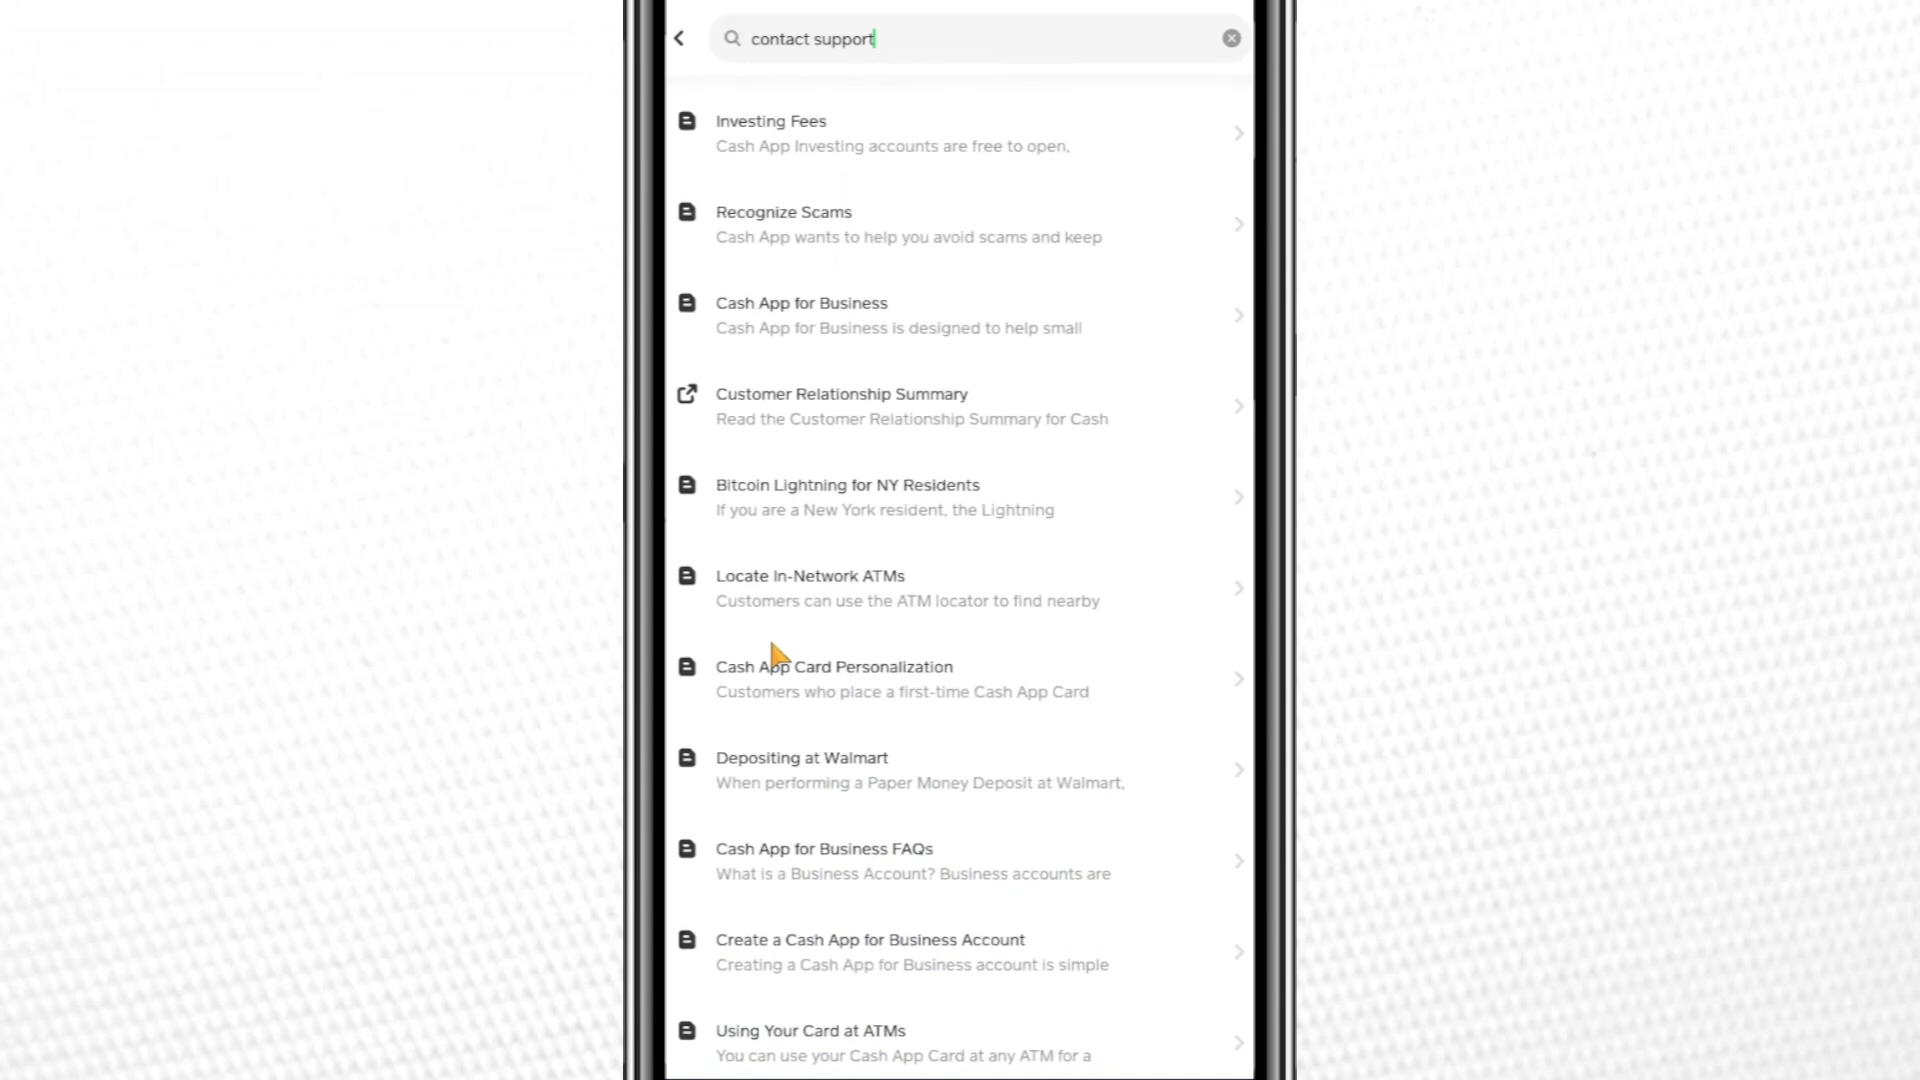 contact support
Investing Fees
Cash App Investing accounts are free to open,
Recognize Scams
Cash App wants to help you avoid scams and keep
Cash App for Business
Cash App for Business is designed to help small
Customer Relationship Summary
Read the Customer Relationship Summary for Cash
Bitcoin Lightning for NY Residents
If you are a New York resident, the Lightning
Locate In-Network ATMs
Customers can use the ATM locator to find nearby
Cash App Card Personalization
Customers who place a first-time Cash App Card
Depositing at Walmart
When performing a Paper Money Deposit at Walmart,
Cash App for Business FAQs
What is a Business Account? Business accounts are
Create a Cash App for Business Account
Creating a Cash App for Business account is simple
Using Your Card at ATMs
You can use your Cash App Card at any ATM for a